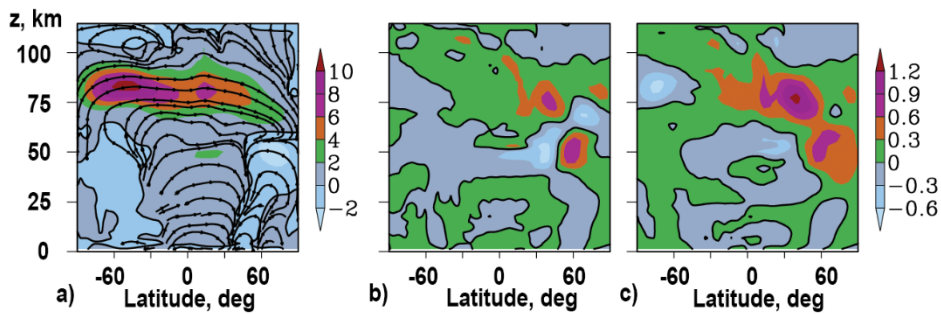 z, km
100
75
50
25
0
-60 0 60
a) Latitude, deg
10
8
6
4
2
0
−2
-60 0 60
b) Latitude, deg
-60 0 60
c) Latitude, deg
1.2
0.9
0.6
0.3
0
−0.3
−0.6